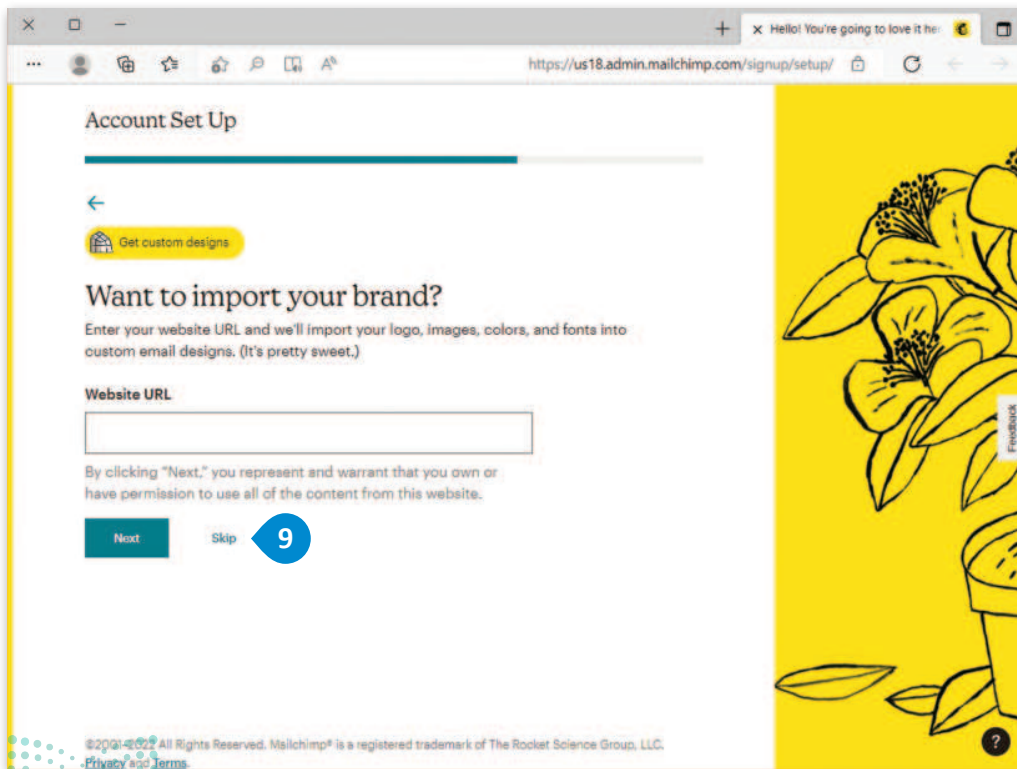 Hello! You're going to love it her
https://us18.admin.mailchimp.com/signup/setup/
Account Set Up
Get custom designs
Want to import your brand?
Enter your website URL and we'll import your logo, images, colors, and fonts into
custom email designs. (It's pretty sweet.)
Website URL
By clicking "Next," you represent and warrant that you own or
have permission to use all of the content from this website.
Next
Skip
9
Feedback
?
©2001-2022 All Rights Reserved. Mailchimp® is a registered trademark of The Rocket Science Group, LLC.
Privacy and Terms.